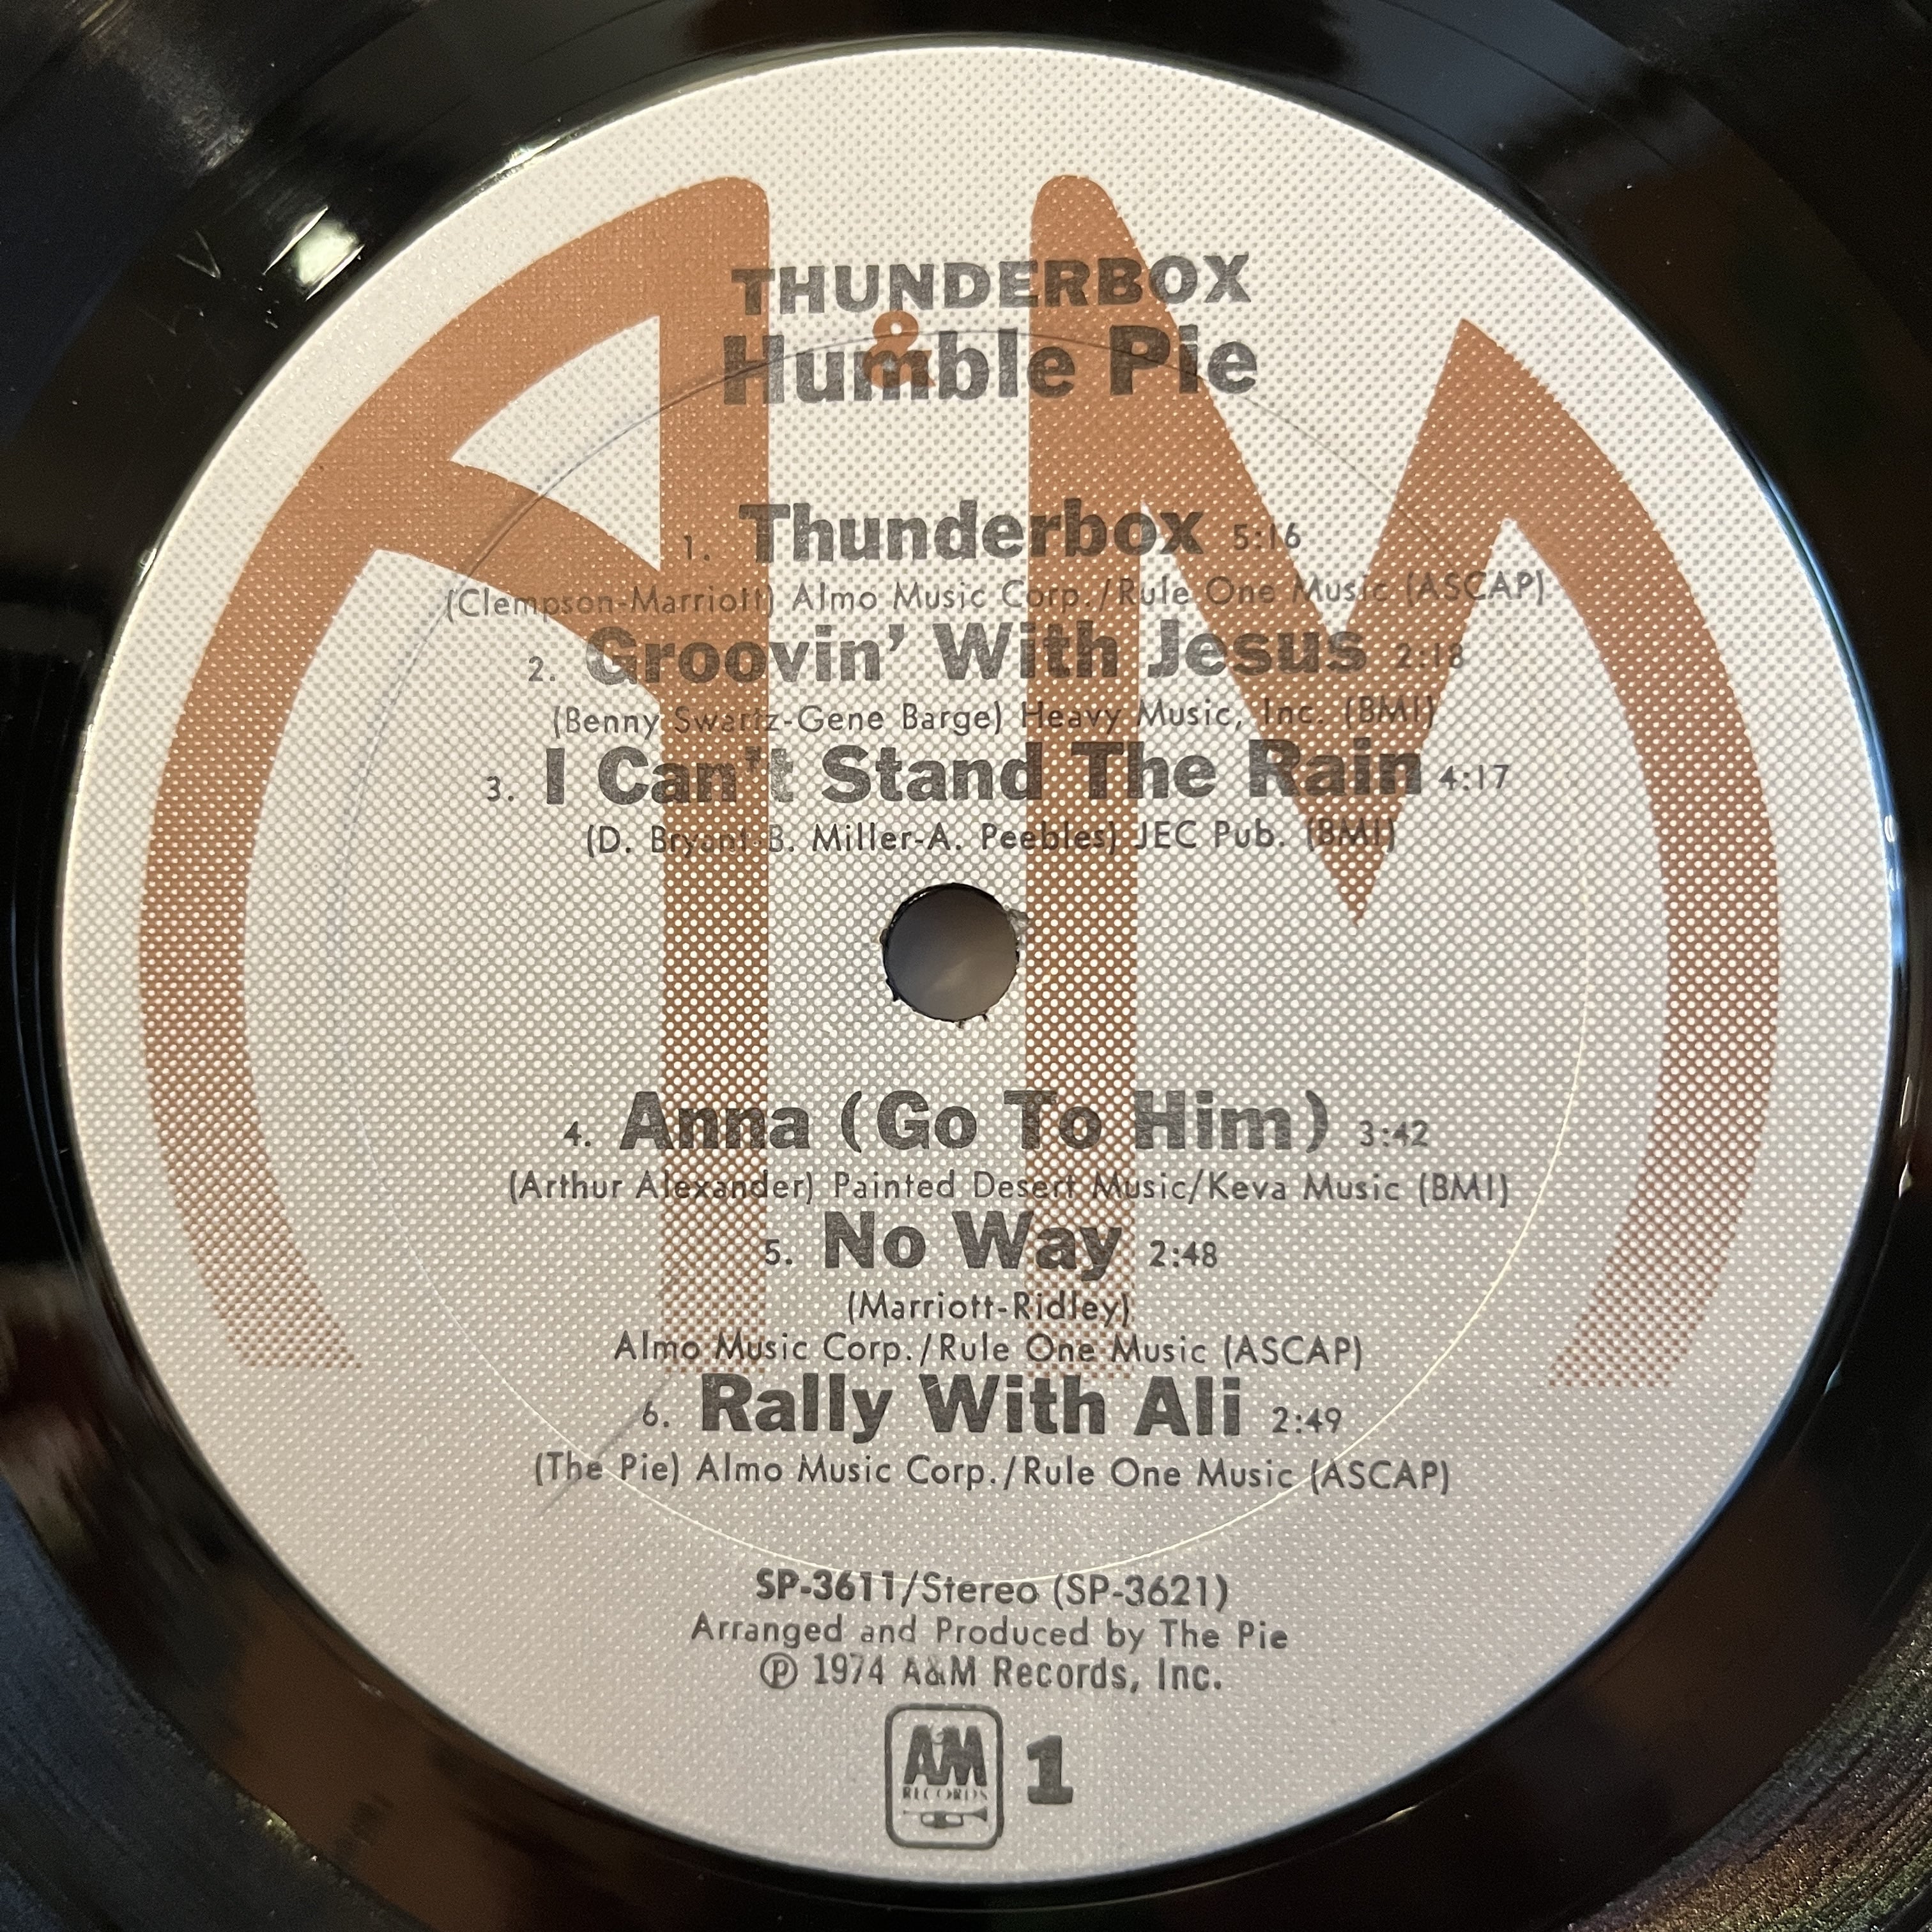 THUNDERBOX
&
Humble Pie
1. Thunderbox 5:16
(Clempson-Marriott) Almo Music Corp./Rule One Music (ASCAP)
2. Groovin' With Jesus 2:18
(Benny Swartz-Gene Barge) Heavy Music, Inc. (BMI)
3. I Can't Stand The Rain 4:17
(D. Bryant-B. Miller-A. Peebles) JEC Pub. (BMI)
4. Anna (Go To Him) 3:42
(Arthur Alexander) Painted Desert Music/Keva Music (BMI)
5. No Way 2:48
(Marriott-Ridley)
Almo Music Corp./Rule One Music (ASCAP)
6. Rally With Ali 2:49
(The Pie) Almo Music Corp./Rule One Music (ASCAP)
SP-3611/Stereo (SP-3621)
Arranged and Produced by The Pie
℗ 1974 A&M Records, Inc.
A&M 1
RECORDS